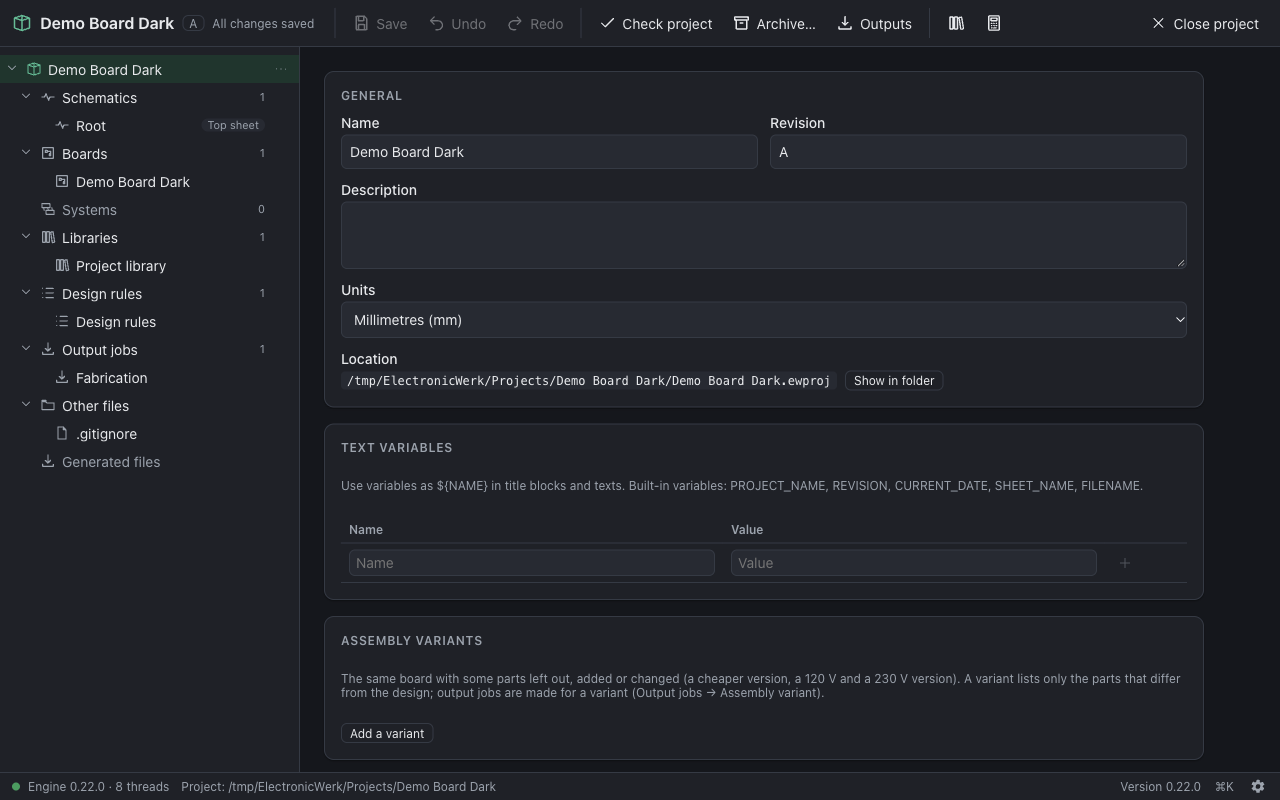 Demo Board Dark A All changes saved Save Undo Redo Check project Archive... Outputs Close project
Demo Board Dark ...
Schematics 1
Root Top sheet
Boards 1
Demo Board Dark
Systems 0
Libraries 1
Project library
Design rules 1
Design rules
Output jobs 1
Fabrication
Other files
.gitignore
Generated files
GENERAL
Name Revision
Demo Board Dark A
Description
Units
Millimetres (mm)
Location
/tmp/ElectronicWerk/Projects/Demo Board Dark/Demo Board Dark.ewproj Show in folder
TEXT VARIABLES
Use variables as ${NAME} in title blocks and texts. Built-in variables: PROJECT_NAME, REVISION, CURRENT_DATE, SHEET_NAME, FILENAME.
Name Value
Name Value +
ASSEMBLY VARIANTS
The same board with some parts left out, added or changed (a cheaper version, a 120 V and a 230 V version). A variant lists only the parts that differ
from the design; output jobs are made for a variant (Output jobs → Assembly variant).
Add a variant
Engine 0.22.0 · 8 threads Project: /tmp/ElectronicWerk/Projects/Demo Board Dark Version 0.22.0 ⌘K